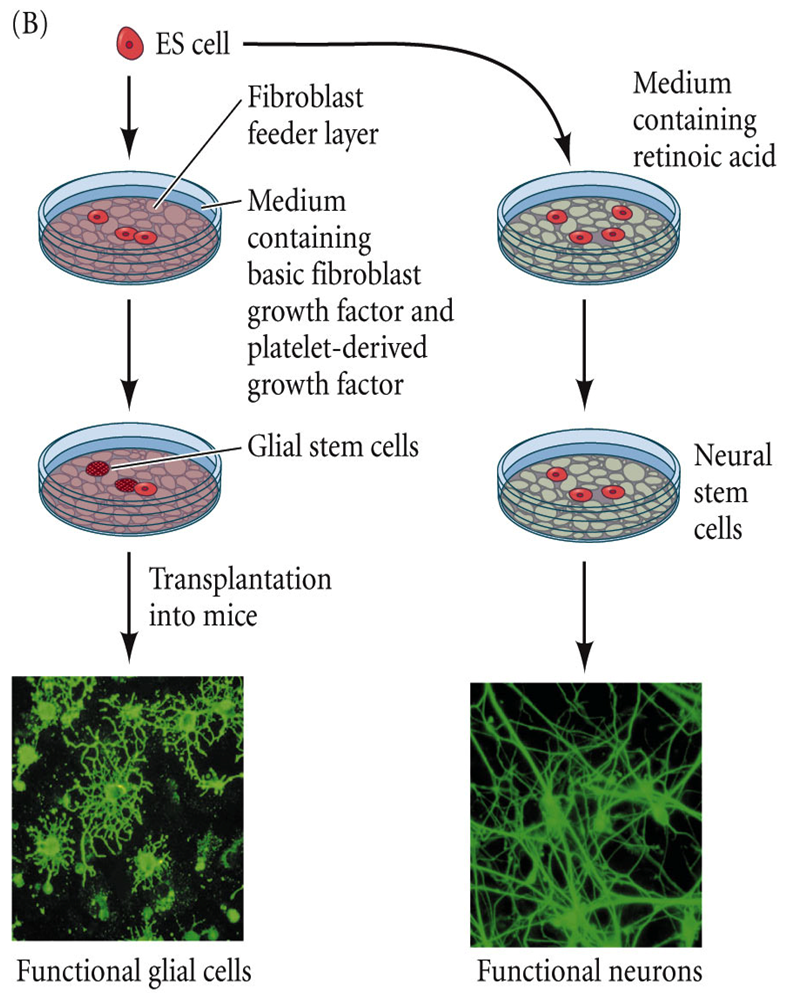 (B)
ES cell
Fibroblast
feeder layer
Medium
containing
retinoic acid
Medium
containing
basic fibroblast
growth factor and
platelet-derived
growth factor
Glial stem cells
Neural
stem
cells
Transplantation
into mice
Functional glial cells
Functional neurons